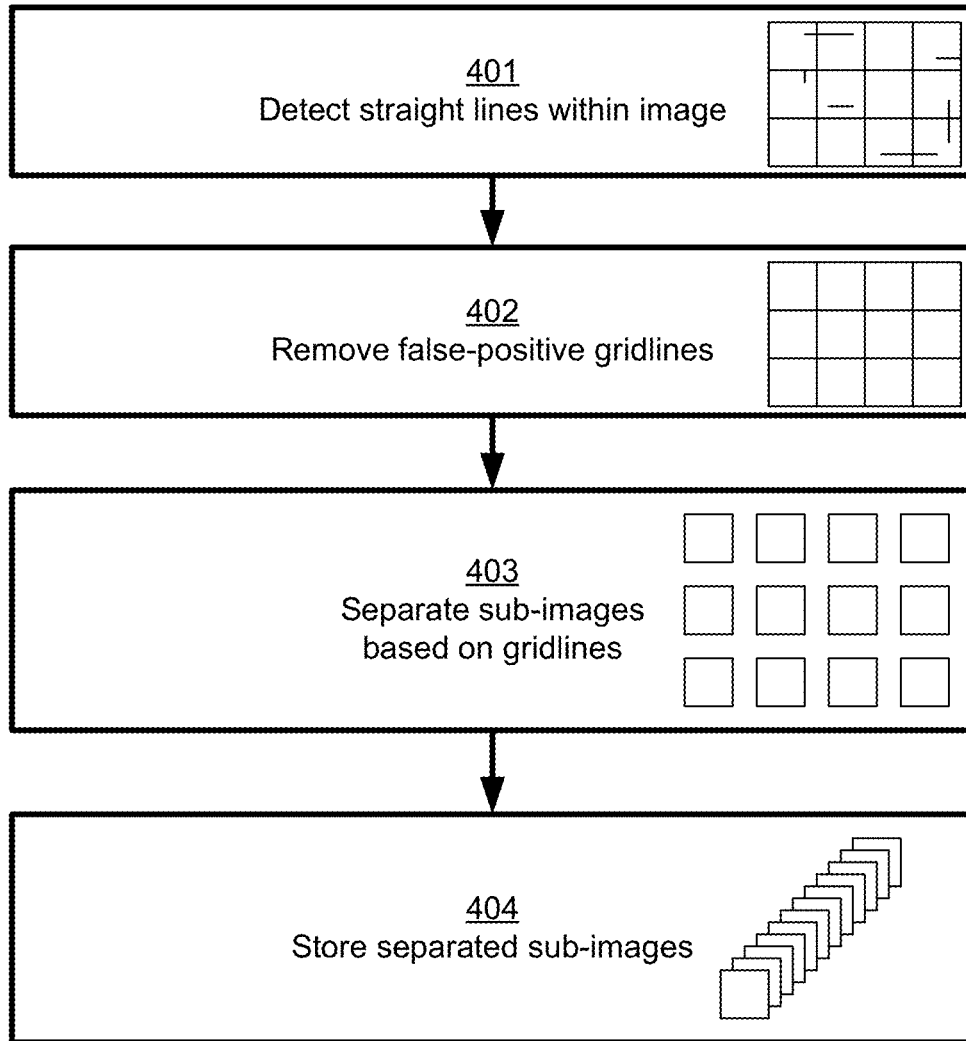 401
Detect straight lines within image
402
Remove false-positive gridlines
403
Separate sub-images
based on gridlines
404
Store separated sub-images